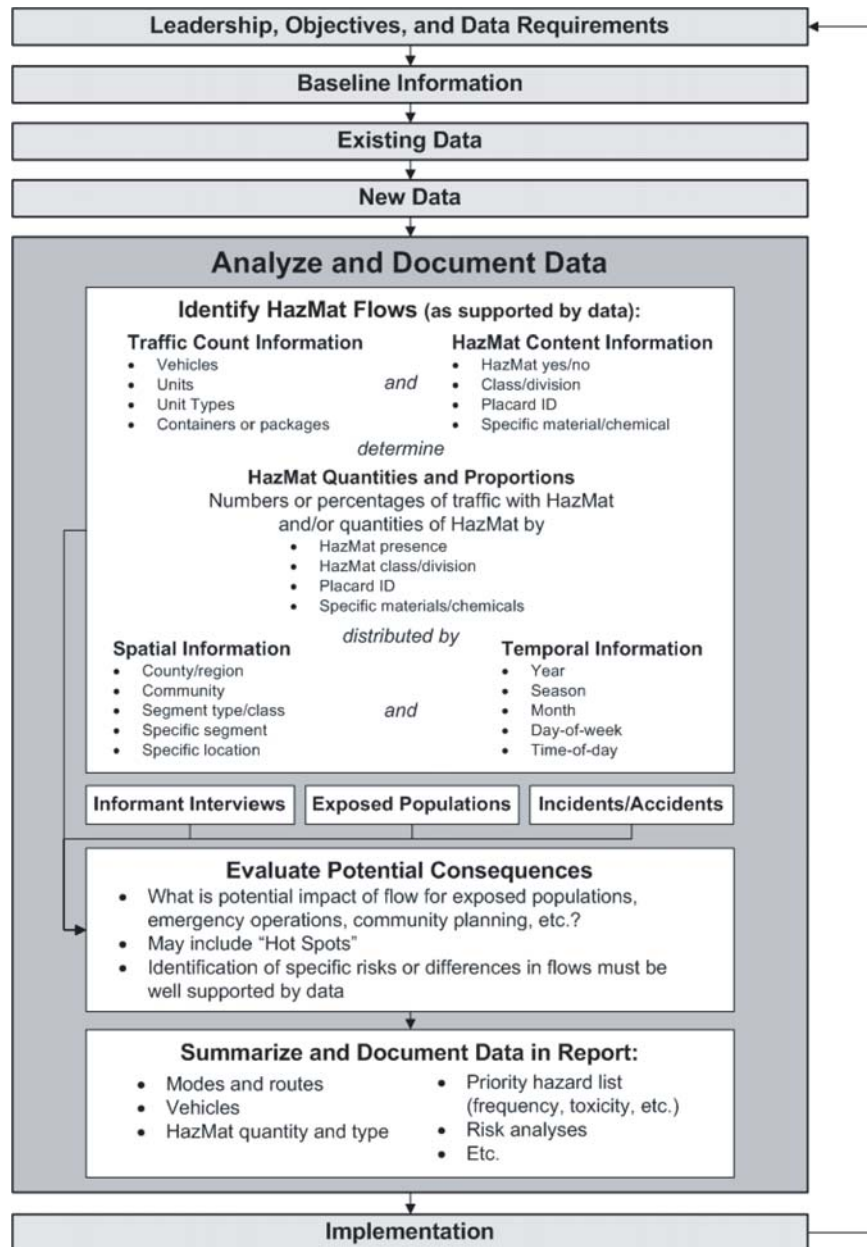 Leadership, Objectives, and Data Requirements
Baseline Information
Existing Data
New Data
Analyze and Document Data
Identify HazMat Flows (as supported by data):
Traffic Count Information
• Vehicles
• Units
• Unit Types
• Containers or packages
and
HazMat Content Information
• HazMat yes/no
• Class/division
• Placard ID
• Specific material/chemical
determine
HazMat Quantities and Proportions
Numbers or percentages of traffic with HazMat
and/or quantities of HazMat by
• HazMat presence
• HazMat class/division
• Placard ID
• Specific materials/chemicals
distributed by
Spatial Information
• County/region
• Community
• Segment type/class
• Specific segment
• Specific location
and
Temporal Information
• Year
• Season
• Month
• Day-of-week
• Time-of-day
Informant Interviews
Exposed Populations
Incidents/Accidents
Evaluate Potential Consequences
• What is potential impact of flow for exposed populations,
emergency operations, community planning, etc.?
• May include “Hot Spots”
• Identification of specific risks or differences in flows must be
well supported by data
Summarize and Document Data in Report:
• Modes and routes
• Vehicles
• HazMat quantity and type
• Priority hazard list
(frequency, toxicity, etc.)
• Risk analyses
• Etc.
Implementation